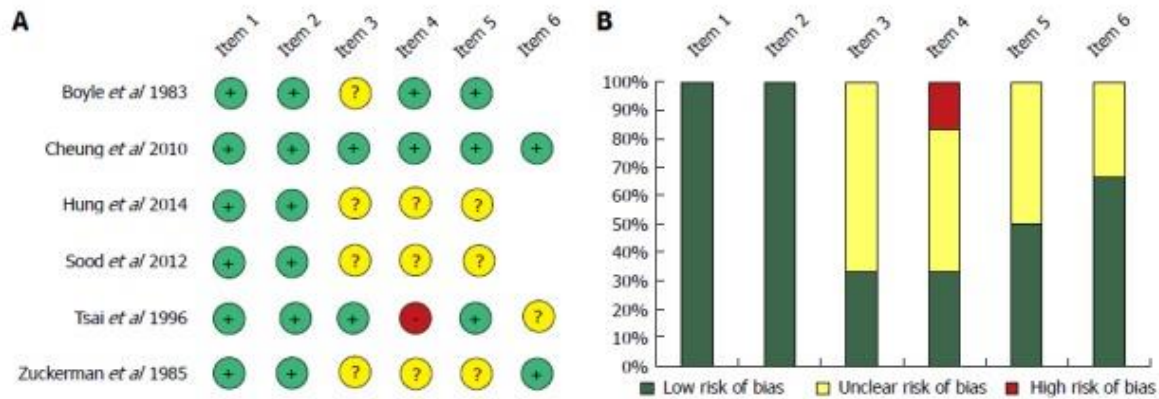 A
Item 1 Item 2 Item 3 Item 4 Item 5 Item 6
Boyle et al 1983 + + ? + +
Cheung et al 2010 + + + + + +
Hung et al 2014 + + ? ? ?
Sood et al 2012 + + ? ? ?
Tsai et al 1996 + + + - + ?
Zuckerman et al 1985 + + ? ? ? +
B
Item 1 Item 2 Item 3 Item 4 Item 5 Item 6
100%
90%
80%
70%
60%
50%
40%
30%
20%
10%
0%
Low risk of bias Unclear risk of bias High risk of bias